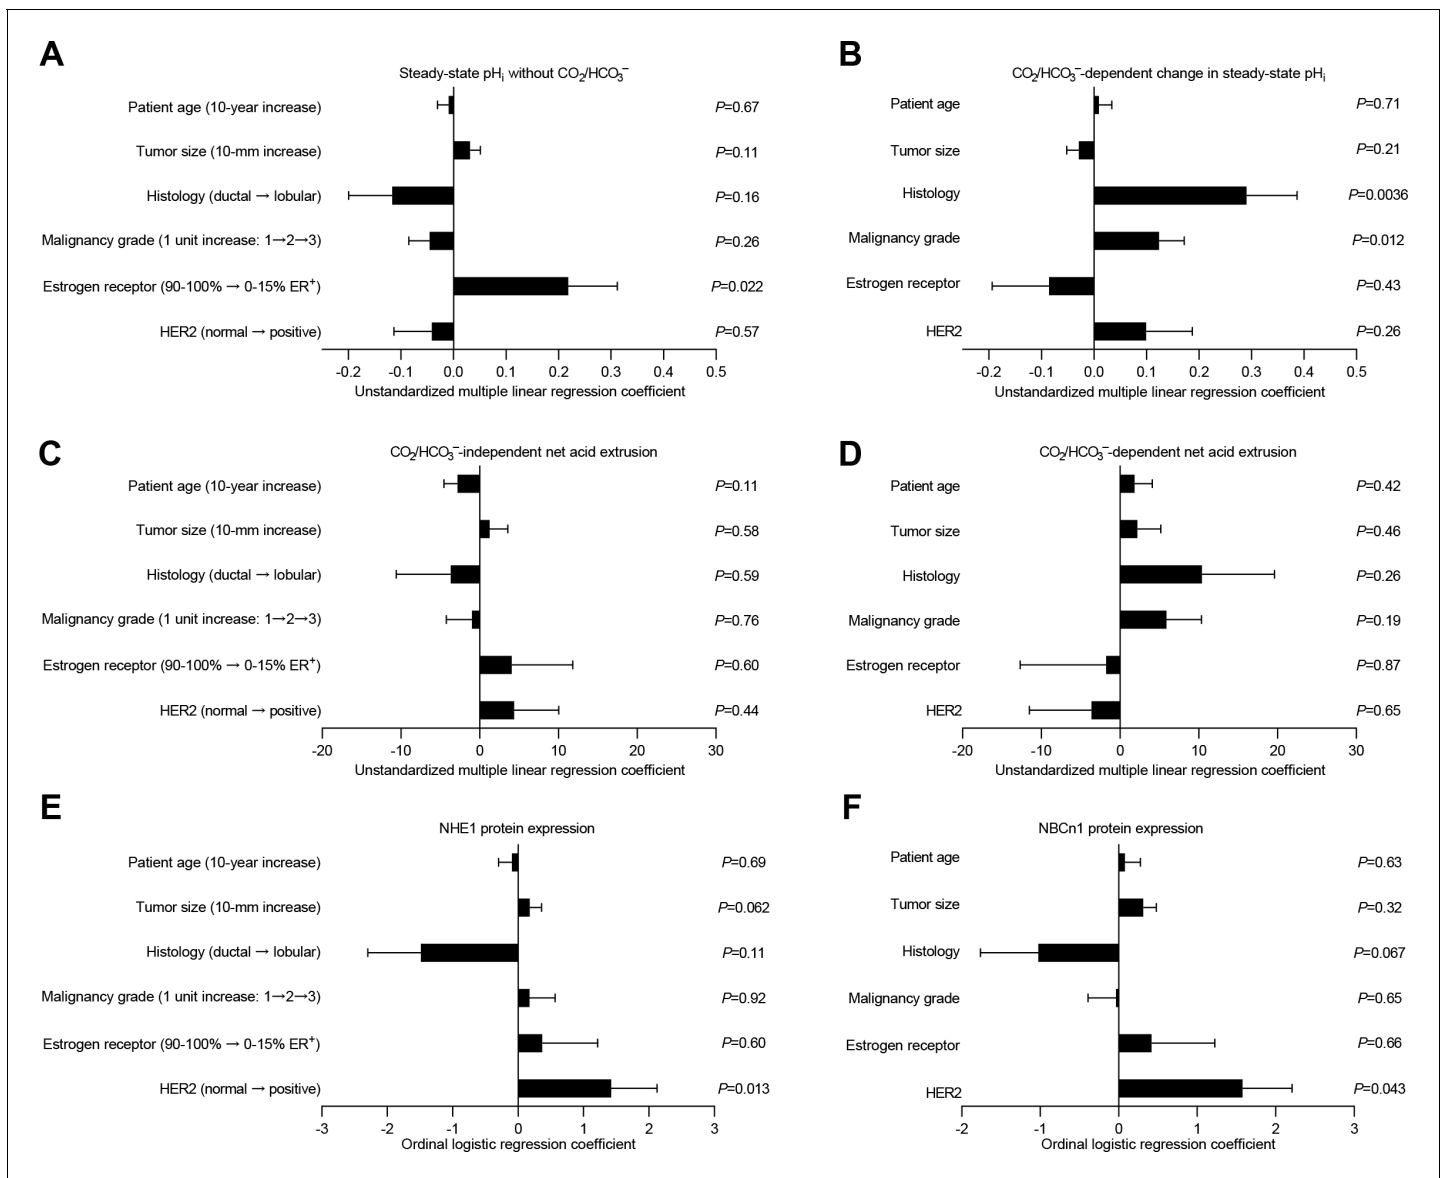 A
Steady-state pHi without CO2/HCO3−
Patient age (10-year increase) P=0.67
Tumor size (10-mm increase) P=0.11
Histology (ductal → lobular) P=0.16
Malignancy grade (1 unit increase: 1→2→3) P=0.26
Estrogen receptor (90-100% → 0-15% ER+) P=0.022
HER2 (normal → positive) P=0.57
-0.2 -0.1 0.0 0.1 0.2 0.3 0.4 0.5
Unstandardized multiple linear regression coefficient
B
CO2/HCO3−-dependent change in steady-state pHi
Patient age P=0.71
Tumor size P=0.21
Histology P=0.0036
Malignancy grade P=0.012
Estrogen receptor P=0.43
HER2 P=0.26
-0.2 -0.1 0.0 0.1 0.2 0.3 0.4 0.5
Unstandardized multiple linear regression coefficient
C
CO2/HCO3−-independent net acid extrusion
Patient age (10-year increase) P=0.11
Tumor size (10-mm increase) P=0.58
Histology (ductal → lobular) P=0.59
Malignancy grade (1 unit increase: 1→2→3) P=0.76
Estrogen receptor (90-100% → 0-15% ER+) P=0.60
HER2 (normal → positive) P=0.44
-20 -10 0 10 20 30
Unstandardized multiple linear regression coefficient
D
CO2/HCO3−-dependent net acid extrusion
Patient age P=0.42
Tumor size P=0.46
Histology P=0.26
Malignancy grade P=0.19
Estrogen receptor P=0.87
HER2 P=0.65
-20 -10 0 10 20 30
Unstandardized multiple linear regression coefficient
E
NHE1 protein expression
Patient age (10-year increase) P=0.69
Tumor size (10-mm increase) P=0.062
Histology (ductal → lobular) P=0.11
Malignancy grade (1 unit increase: 1→2→3) P=0.92
Estrogen receptor (90-100% → 0-15% ER+) P=0.60
HER2 (normal → positive) P=0.013
-3 -2 -1 0 1 2 3
Ordinal logistic regression coefficient
F
NBCn1 protein expression
Patient age P=0.63
Tumor size P=0.32
Histology P=0.067
Malignancy grade P=0.65
Estrogen receptor P=0.66
HER2 P=0.043
-2 -1 0 1 2 3
Ordinal logistic regression coefficient